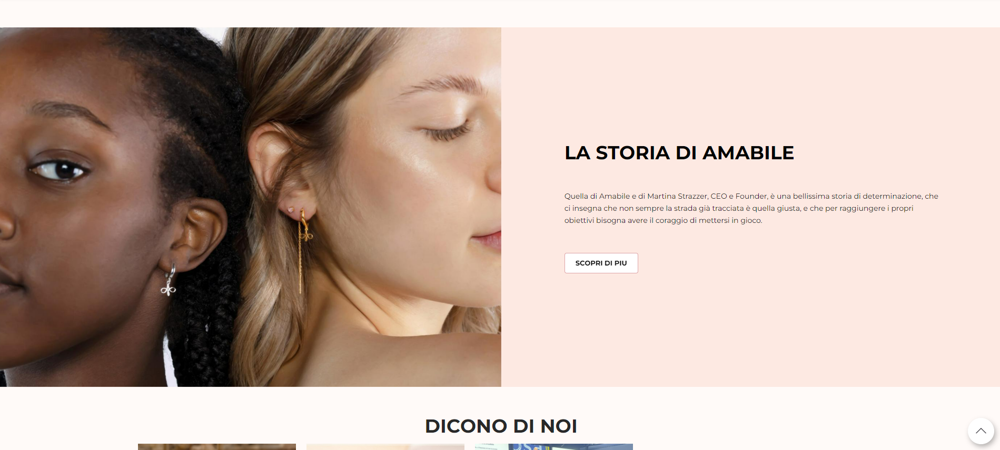 LA STORIA DI AMABILE
Quella di Amabile e di Martina Strazzer, CEO e Founder, è una bellissima storia di determinazione, che
ci insegna che non sempre la strada già tracciata è quella giusta, e che per raggiungere i propri
obiettivi bisogna avere il coraggio di mettersi in gioco.
SCOPRI DI PIU
DICONO DI NOI